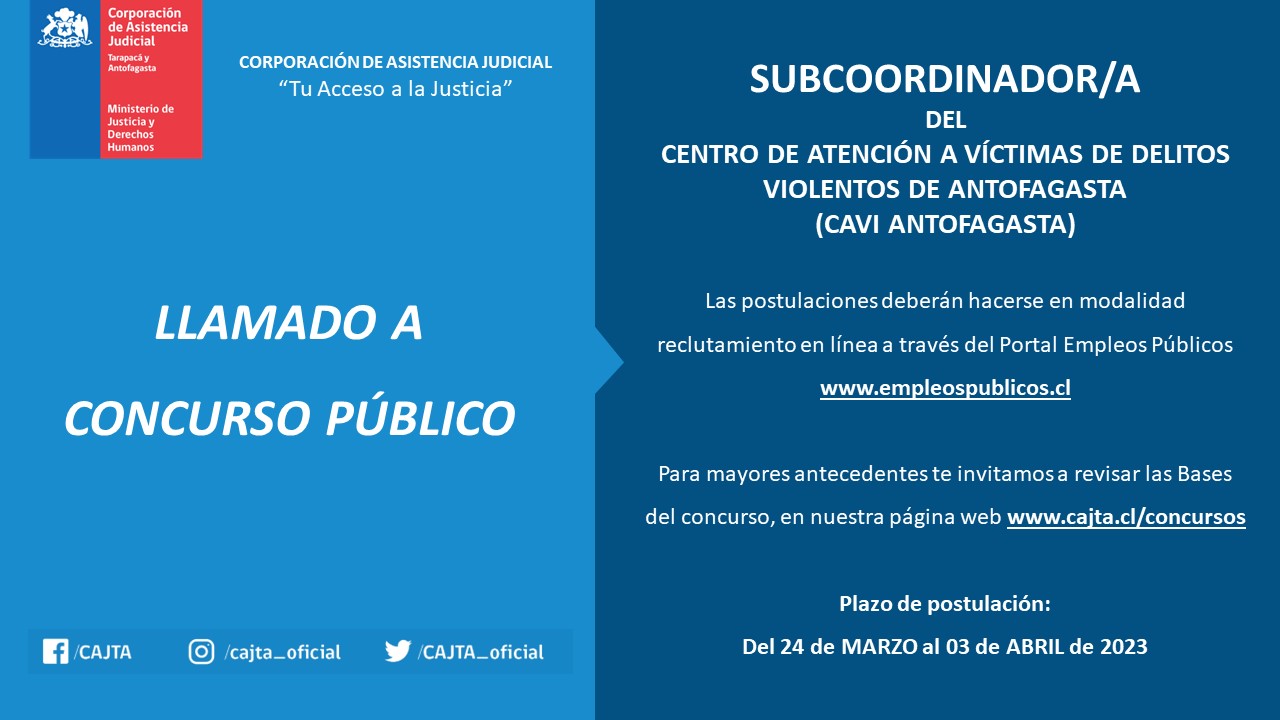 Corporación
de Asistencia
Judicial
Tarapacá y
Antofagasta
Ministerio de
Justicia y
Derechos
Humanos
CORPORACIÓN DE ASISTENCIA JUDICIAL
“Tu Acceso a la Justicia”
LLAMADO A
CONCURSO PÚBLICO
/CAJTA
/cajta_oficial
/CAJTA_oficial
SUBCOORDINADOR/A
DEL
CENTRO DE ATENCIÓN A VÍCTIMAS DE DELITOS
VIOLENTOS DE ANTOFAGASTA
(CAVI ANTOFAGASTA)
Las postulaciones deberán hacerse en modalidad
reclutamiento en línea a través del Portal Empleos Públicos
www.empleospublicos.cl
Para mayores antecedentes te invitamos a revisar las Bases
del concurso, en nuestra página web www.cajta.cl/concursos
Plazo de postulación:
Del 24 de MARZO al 03 de ABRIL de 2023